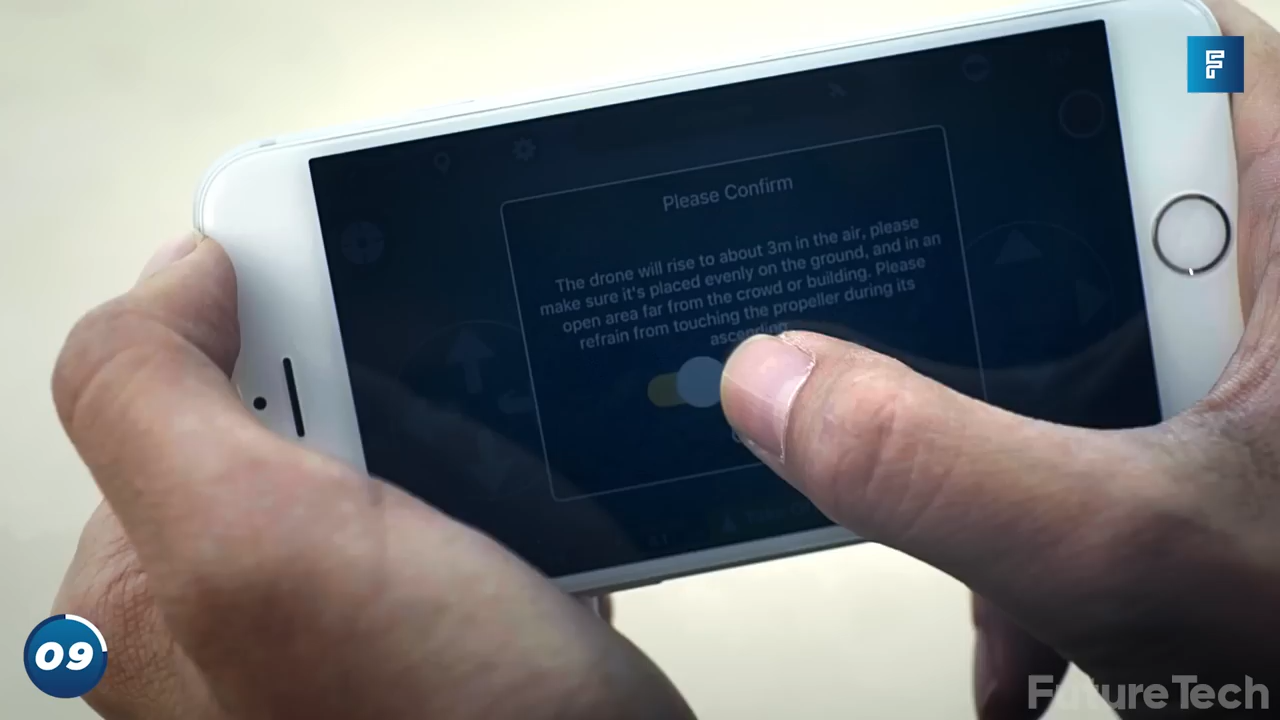 Please Confirm
The drone will rise to about 3m in the air, please
make sure it's placed evenly on the ground, and in an
open area far from the crowd or building. Please
refrain from touching the propeller during its
ascending
09
FutureTech